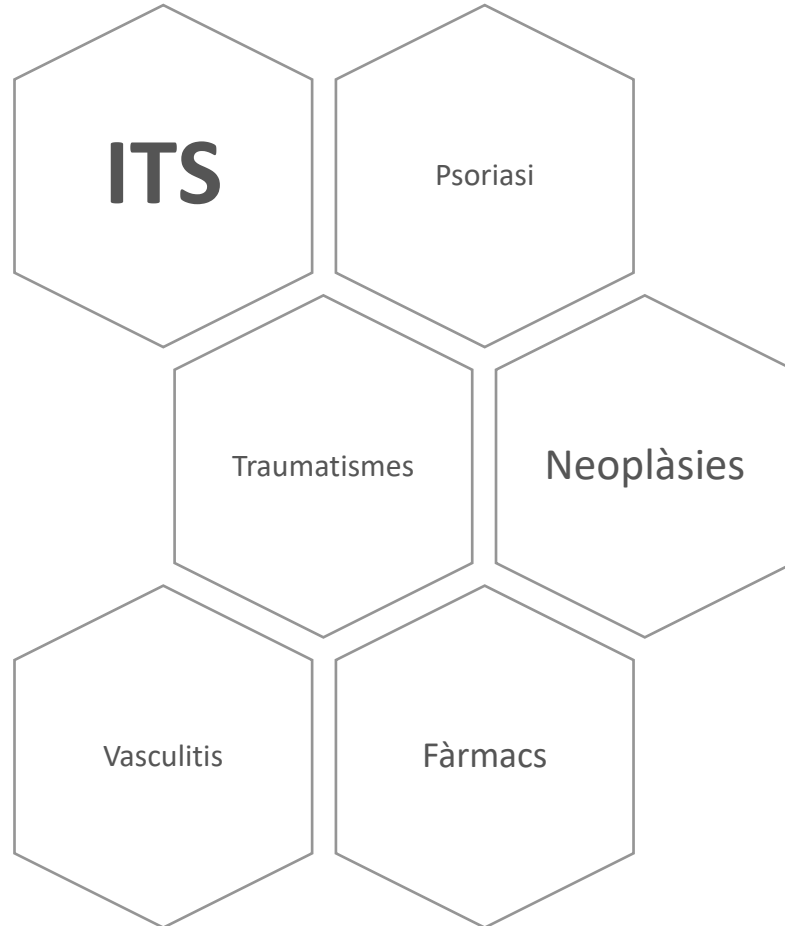 ITS
Psoriasi
Traumatismes
Neoplàsies
Vasculitis
Fàrmacs